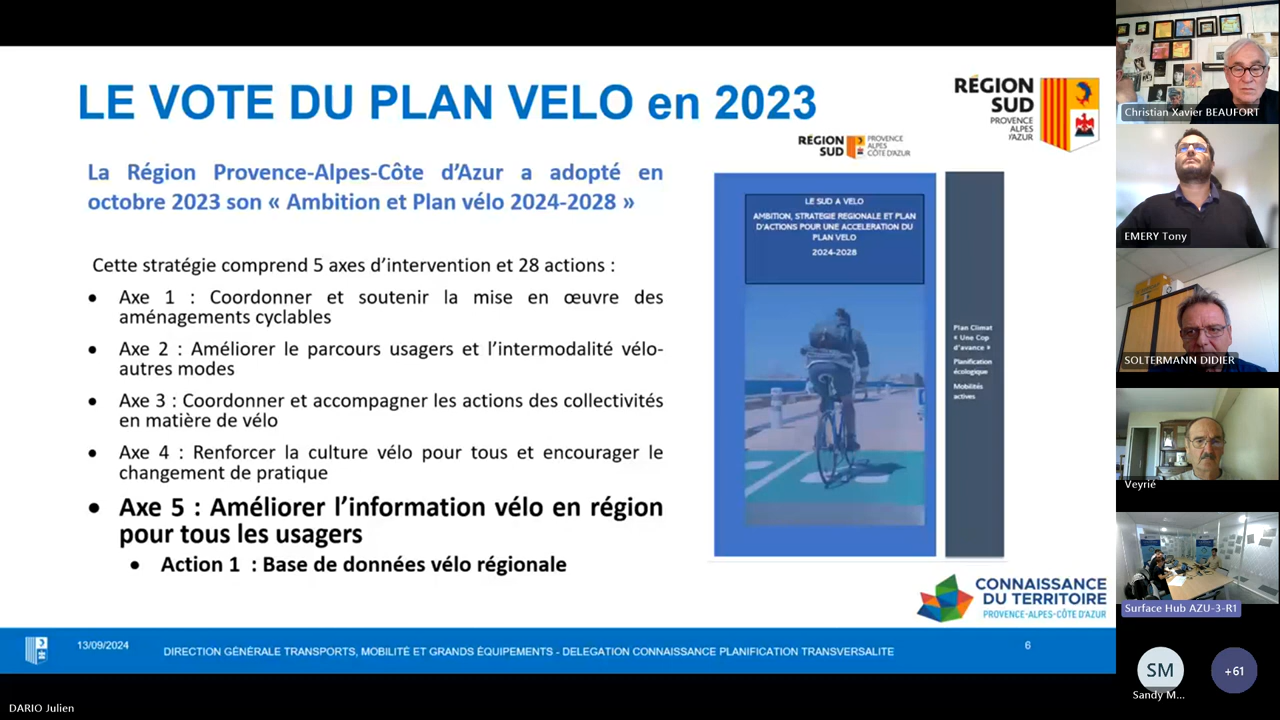 LE VOTE DU PLAN VELO en 2023
RÉGION
SUD
PROVENCE
ALPES
CÔTE D'AZUR
La Région Provence-Alpes-Côte d'Azur a adopté en
octobre 2023 son « Ambition et Plan vélo 2024-2028 »
Cette stratégie comprend 5 axes d'intervention et 28 actions :
• Axe 1 : Coordonner et soutenir la mise en œuvre des
aménagements cyclables
• Axe 2 : Améliorer le parcours usagers et l'intermodalité vélo-
autres modes
• Axe 3 : Coordonner et accompagner les actions des collectivités
en matière de vélo
• Axe 4 : Renforcer la culture vélo pour tous et encourager le
changement de pratique
• Axe 5 : Améliorer l'information vélo en région
pour tous les usagers
• Action 1 : Base de données vélo régionale
RÉGION
SUD
PROVENCE
ALPES
CÔTE D'AZUR
LE SUD A VELO
AMBITION, STRATEGIE REGIONALE ET PLAN
D'ACTIONS POUR UNE ACCELERATION DU
PLAN VELO
2024-2028
Plan Climat
« Une Cop
d'avance »
Planification
écologique
Mobilités
actives
CONNAISSANCE
DU TERRITOIRE
PROVENCE-ALPES-CÔTE D'AZUR
13/09/2024
DIRECTION GÉNÉRALE TRANSPORTS, MOBILITÉ ET GRANDS ÉQUIPEMENTS - DELEGATION CONNAISSANCE PLANIFICATION TRANSVERSALITE
6
DARIO Julien
Christian Xavier BEAUFORT
EMERY Tony
SOLTERMANN DIDIER
Veyrié
Surface Hub AZU-3-R1
SM
Sandy M...
+61